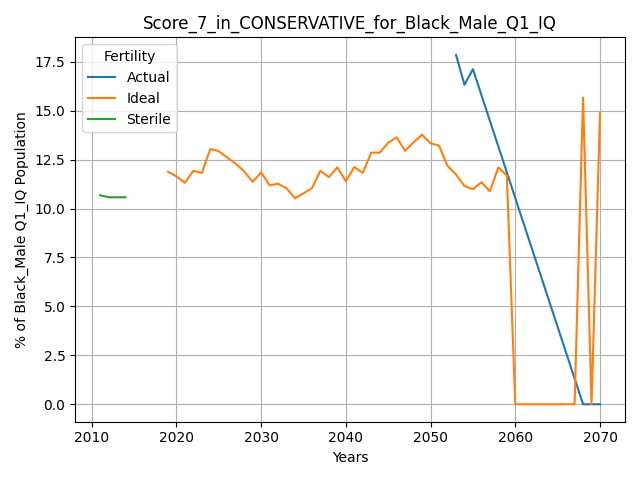 Score_7_in_CONSERVATIVE_for_Black_Male_Q1_IQ
Fertility
Actual
Ideal
Sterile
% of Black_Male Q1_IQ Population
17.5
15.0
12.5
10.0
7.5
5.0
2.5
0.0
2010 2020 2030 2040 2050 2060 2070
Years